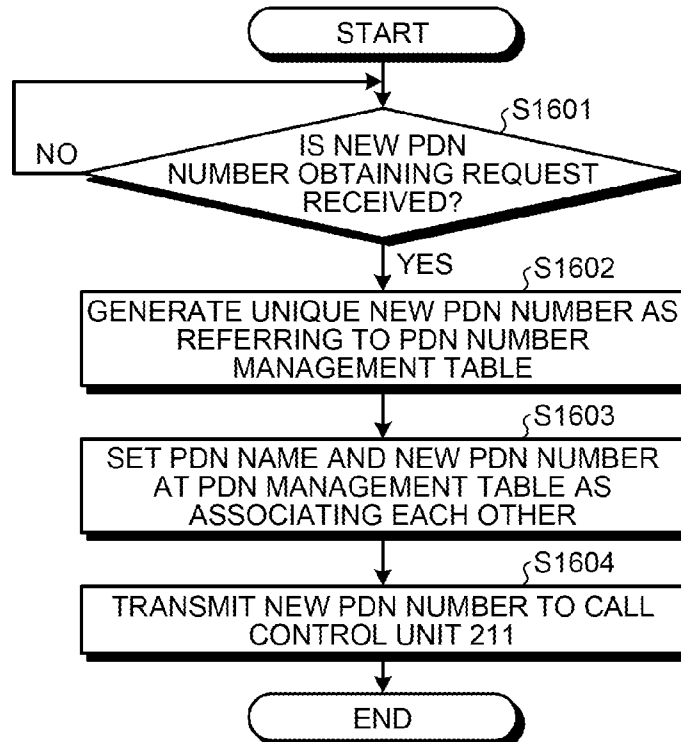 START
S1601
IS NEW PDN
NUMBER OBTAINING REQUEST
RECEIVED?
NO
YES
S1602
GENERATE UNIQUE NEW PDN NUMBER AS
REFERRING TO PDN NUMBER
MANAGEMENT TABLE
S1603
SET PDN NAME AND NEW PDN NUMBER
AT PDN MANAGEMENT TABLE AS
ASSOCIATING EACH OTHER
S1604
TRANSMIT NEW PDN NUMBER TO CALL
CONTROL UNIT 211
END